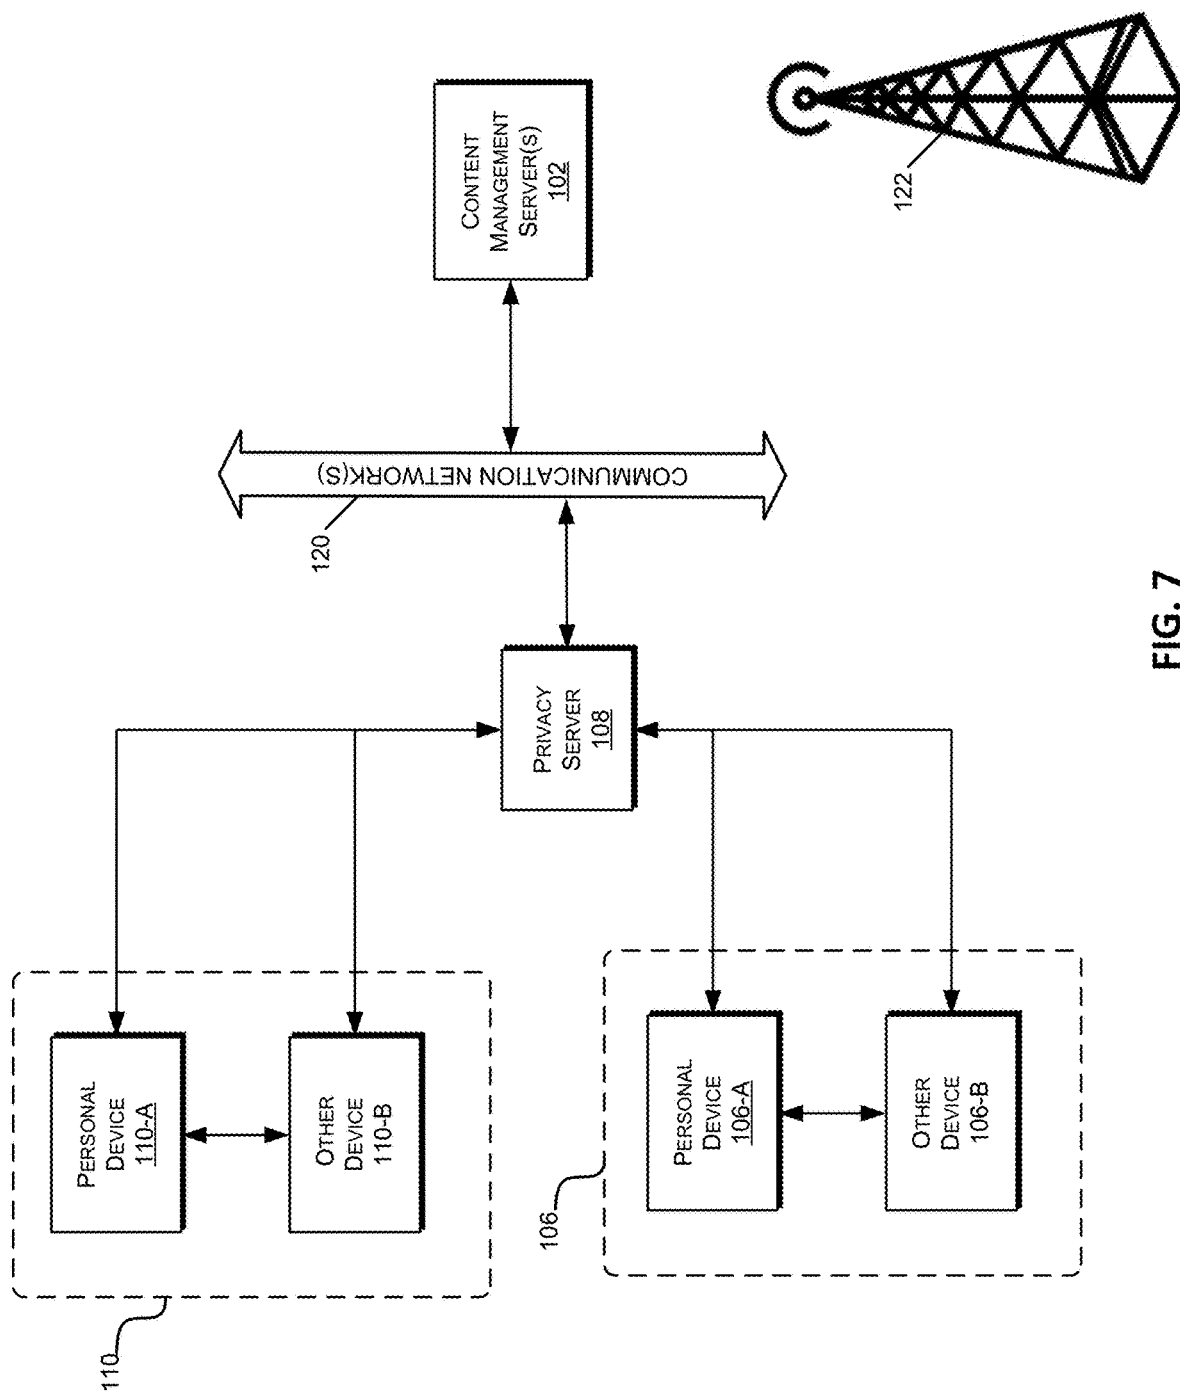 110
PERSONAL
DEVICE
110-A
OTHER
DEVICE
110-B
106
PERSONAL
DEVICE
106-A
OTHER
DEVICE
106-B
PRIVACY
SERVER
108
120
COMMUNICATION NETWORK(S)
CONTENT
MANAGEMENT
SERVER(S)
102
122
FIG. 7